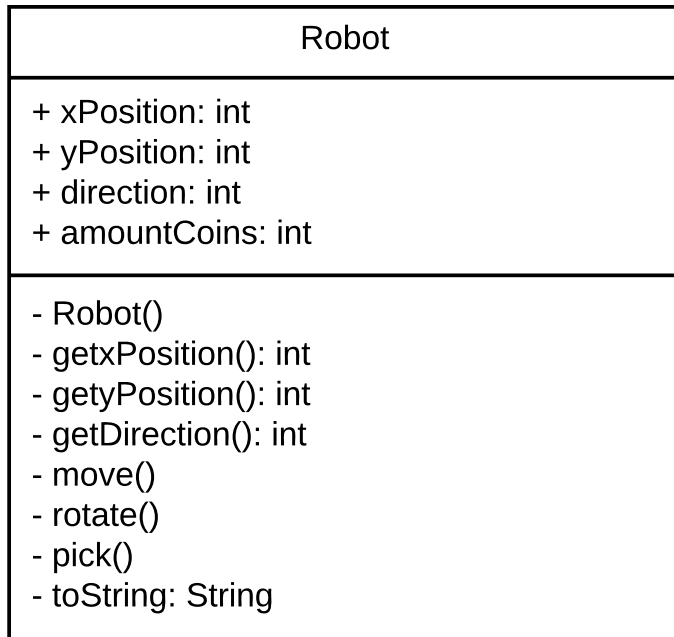 Robot
+ xPosition: int
+ yPosition: int
+ direction: int
+ amountCoins: int
- Robot()
- getxPosition(): int
- getyPosition(): int
- getDirection(): int
- move()
- rotate()
- pick()
- toString: String